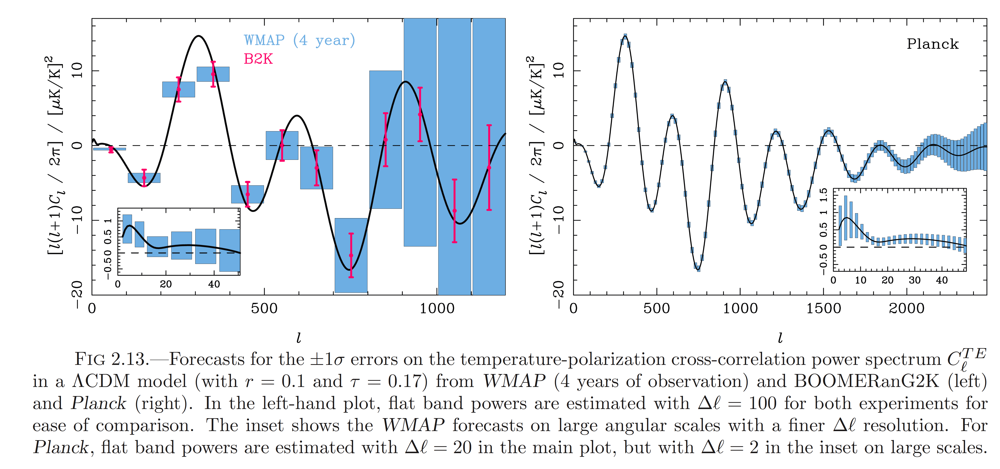 WMAP (4 year)
B2K
[l(l+1)C_l / 2π] / [μK/K]²
10
0
−10
−20
0
500
1000
l
1
0.5
0
−0.5
0
20
40
Planck
[l(l+1)C_l / 2π] / [μK/K]²
10
0
−10
−20
0
500
1000
1500
2000
l
1.5
1
0.5
0
−0.5
0
10
20
30
40
FIG 2.13.—Forecasts for the ±1σ errors on the temperature-polarization cross-correlation power spectrum C_ℓ^{TE}
in a ΛCDM model (with r = 0.1 and τ = 0.17) from WMAP (4 years of observation) and BOOMERanG2K (left)
and Planck (right). In the left-hand plot, flat band powers are estimated with Δℓ = 100 for both experiments for
ease of comparison. The inset shows the WMAP forecasts on large angular scales with a finer Δℓ resolution. For
Planck, flat band powers are estimated with Δℓ = 20 in the main plot, but with Δℓ = 2 in the inset on large scales.